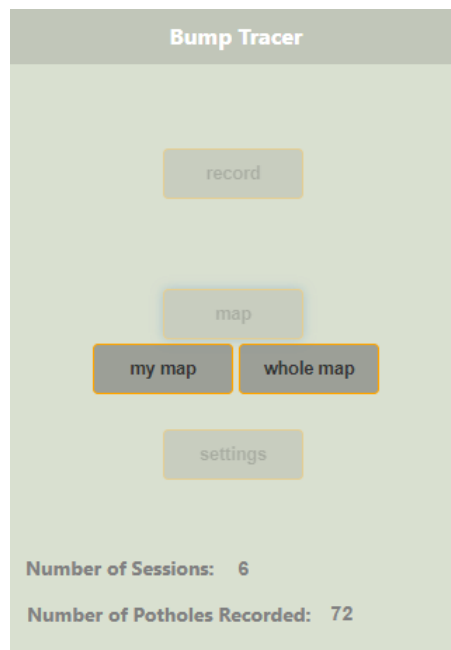 Bump Tracer
record
map
my map whole map
settings
Number of Sessions: 6
Number of Potholes Recorded: 72